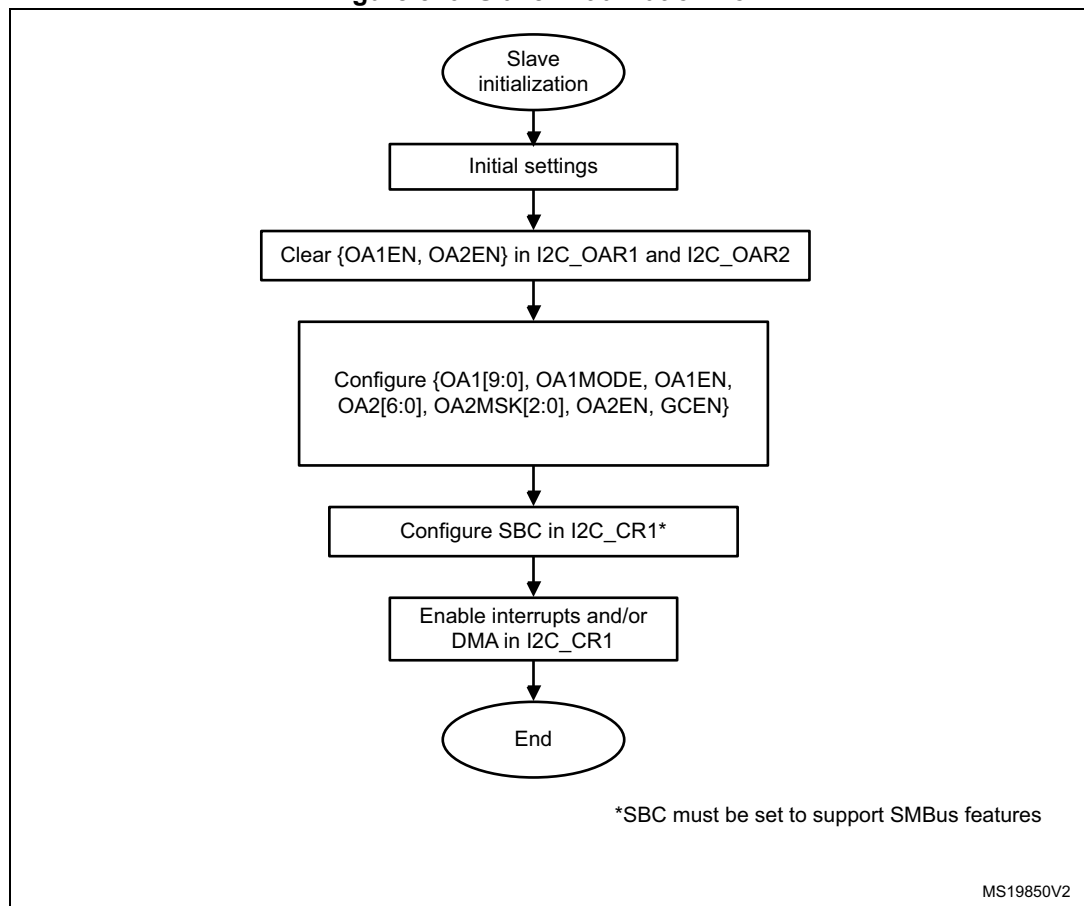 Slave
initialization
Initial settings
Clear {OA1EN, OA2EN} in I2C_OAR1 and I2C_OAR2
Configure {OA1[9:0], OA1MODE, OA1EN,
OA2[6:0], OA2MSK[2:0], OA2EN, GCEN}
Configure SBC in I2C_CR1*
Enable interrupts and/or
DMA in I2C_CR1
End
*SBC must be set to support SMBus features
MS19850V2